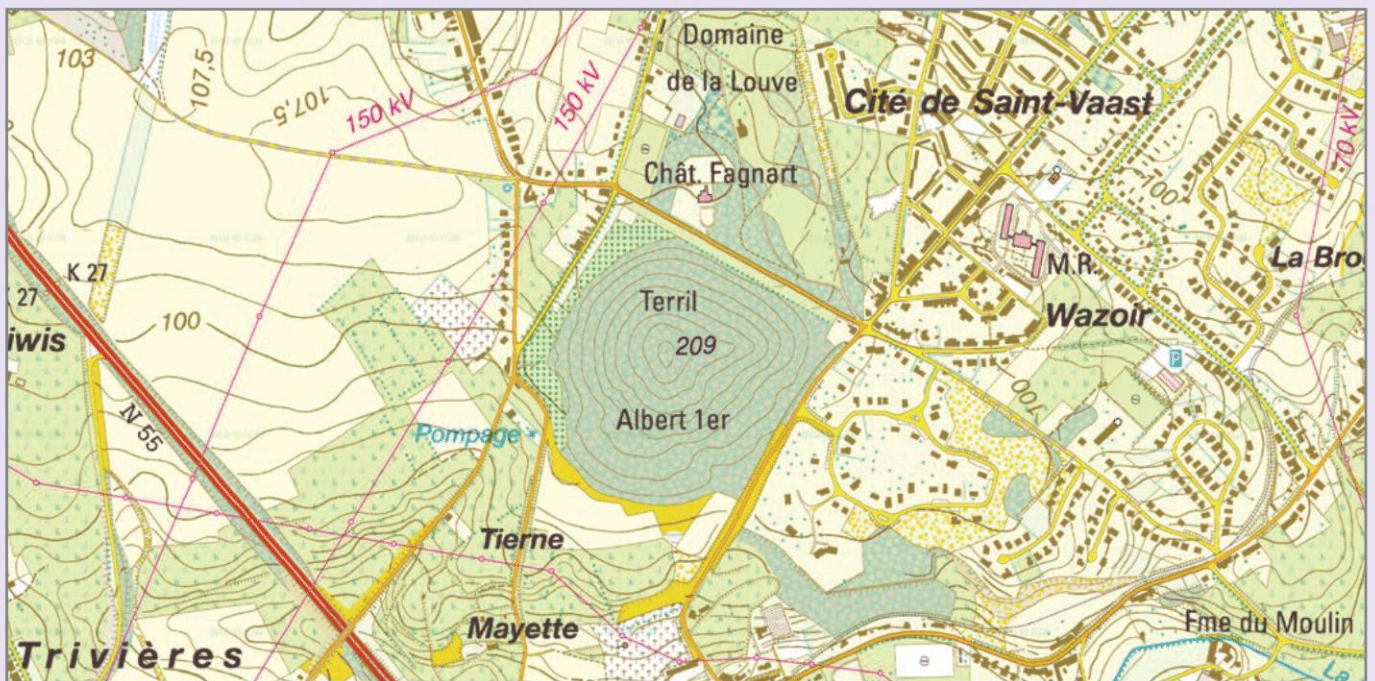 Domaine
de la Louve
103
107,5
107,5
150 kV
150 kV
Cité de Saint-Vaast
70 kV
Chât. Fagnart
100
K 27
27
M.R.
La Bro
Terril
209
Wazoir
100
iwis
P
100
N 55
Albert 1er
Pompage
Tierne
Mayette
Fme du Moulin
Trivières
La